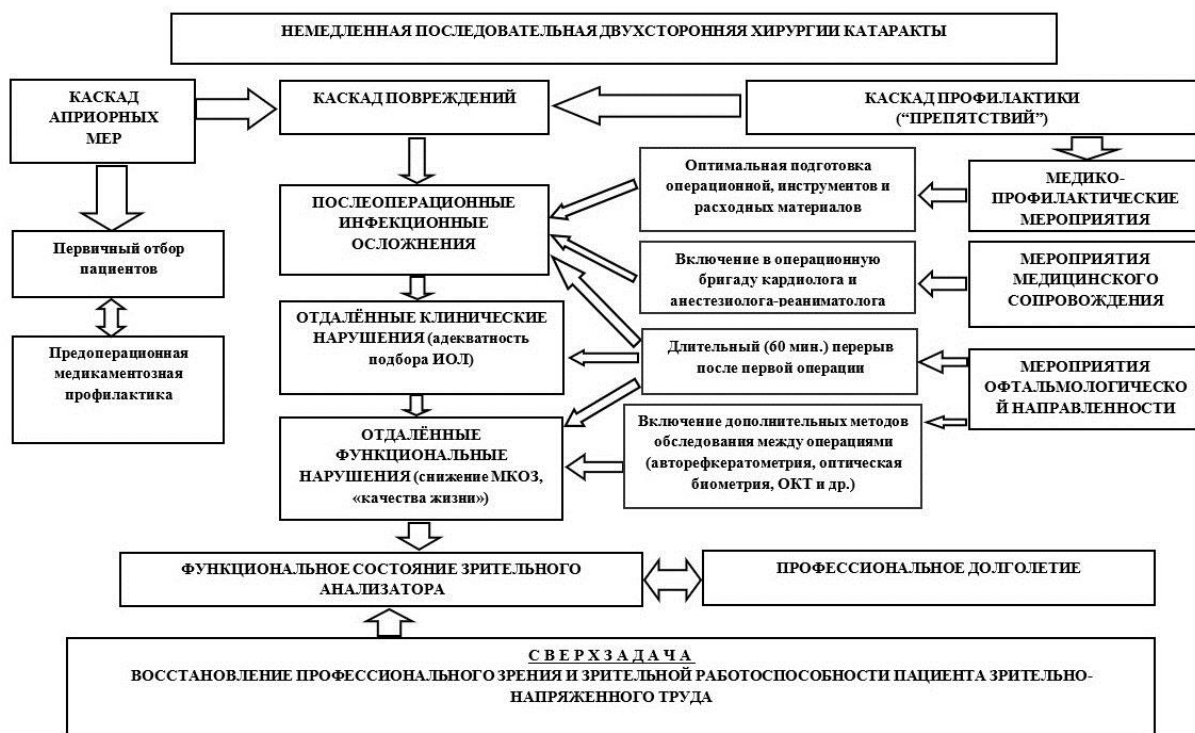 НЕМЕДЛЕННАЯ ПОСЛЕДОВАТЕЛЬНАЯ ДВУХСТОРОННЯЯ ХИРУРГИИ КАТАРАКТЫ
КАСКАД
АПРИОРНЫХ
МЕР
КАСКАД ПОВРЕЖДЕНИЙ
КАСКАД ПРОФИЛАКТИКИ
(“ПРЕПЯТСТВИЙ”)
Первичный отбор
пациентов
Предоперационная
медикаментозная
профилактика
ПОСЛЕОПЕРАЦИОННЫЕ
ИНФЕКЦИОННЫЕ
ОСЛОЖНЕНИЯ
Оптимальная подготовка
операционной, инструментов и
расходных материалов
МЕДИКО-
ПРОФИЛАКТИЧЕСКИЕ
МЕРОПРИЯТИЯ
Включение в операционную
бригаду кардиолога и
анестезиолога-реаниматолога
МЕРОПРИЯТИЯ
МЕДИЦИНСКОГО
СОПРОВОЖДЕНИЯ
ОТДАЛЁННЫЕ КЛИНИЧЕСКИЕ
НАРУШЕНИЯ (адекватность
подбора ИОЛ)
Длительный (60 мин.) перерыв
после первой операции
МЕРОПРИЯТИЯ
ОФТАЛЬМОЛОГИЧЕСКО
Й НАПРАВЛЕННОСТИ
ОТДАЛЁННЫЕ
ФУНКЦИОНАЛЬНЫЕ
НАРУШЕНИЯ (снижение МКОЗ,
«качества жизни»)
Включение дополнительных методов
обследования между операциями
(авторефкератометрия, оптическая
биометрия, ОКТ и др.)
ФУНКЦИОНАЛЬНОЕ СОСТОЯНИЕ ЗРИТЕЛЬНОГО
АНАЛИЗАТОРА
ПРОФЕССИОНАЛЬНОЕ ДОЛГОЛЕТИЕ
С В Е Р Х З А Д А Ч А
ВОССТАНОВЛЕНИЕ ПРОФЕССИОНАЛЬНОГО ЗРЕНИЯ И ЗРИТЕЛЬНОЙ РАБОТОСПОСОБНОСТИ ПАЦИЕНТА ЗРИТЕЛЬНО-
НАПРЯЖЕННОГО ТРУДА